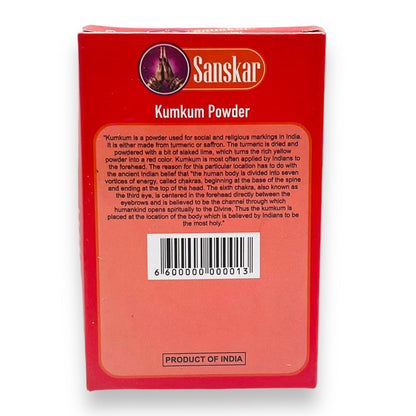 Sanskar
Kumkum Powder
"Kumkum is a powder used for social and religious markings in India.
It is either made from turmeric or saffron. The turmeric is dried and
powdered with a bit of slaked lime, which turns the rich yellow
powder into a red color. Kumkum is most often applied by Indians to
the forehead. The reason for this particular location has to do with
the ancient Indian belief that "the human body is divided into seven
vortices of energy, called chakras, beginning at the base of the spine
and ending at the top of the head. The sixth chakra, also known as
the third eye, is centered in the forehead directly between the
eyebrows and is believed to be the channel through which
humankind opens spiritually to the Divine, Thus the kumkum is
placed at the location of the body which is believed by Indians to be
the most holy."
6 600000 000013
PRODUCT OF INDIA